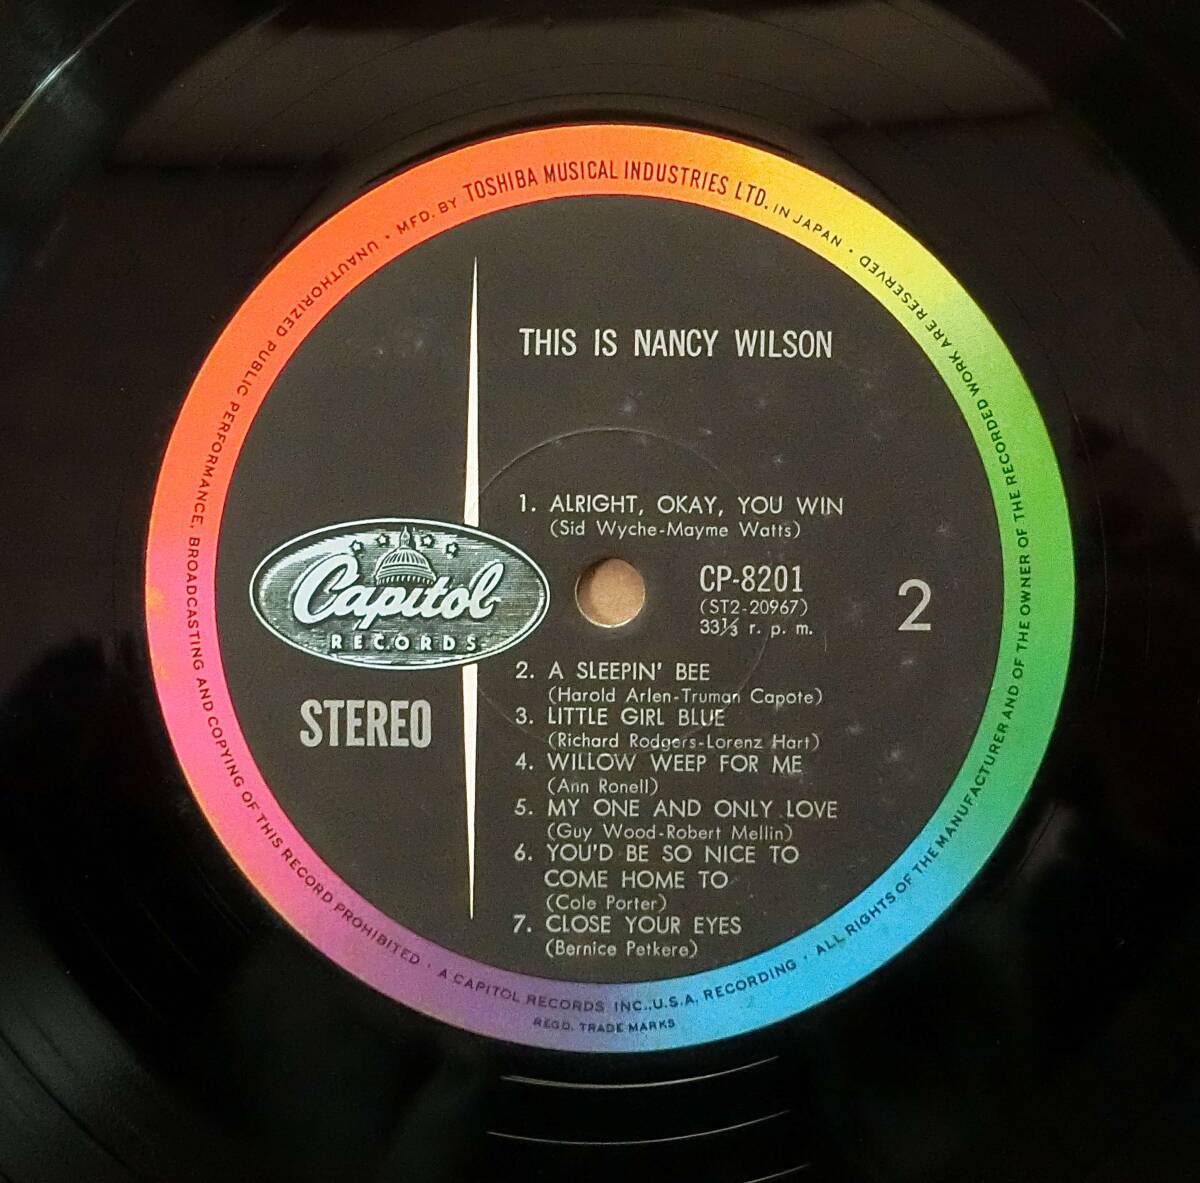 MFD. BY TOSHIBA MUSICAL INDUSTRIES LTD. IN JAPAN · ALL RIGHTS OF THE MANUFACTURER AND OF THE OWNER OF THE RECORDED WORK ARE RESERVED · UNAUTHORIZED PUBLIC PERFORMANCE, BROADCASTING AND COPYING OF THIS RECORD PROHIBITED ·
THIS IS NANCY WILSON
1. ALRIGHT, OKAY, YOU WIN
(Sid Wyche-Mayme Watts)
Capitol
RECORDS
STEREO
CP-8201
(ST2-20967)
33⅓ r. p. m.
2
2. A SLEEPIN' BEE
(Harold Arlen-Truman Capote)
3. LITTLE GIRL BLUE
(Richard Rodgers-Lorenz Hart)
4. WILLOW WEEP FOR ME
(Ann Ronell)
5. MY ONE AND ONLY LOVE
(Guy Wood-Robert Mellin)
6. YOU'D BE SO NICE TO
COME HOME TO
(Cole Porter)
7. CLOSE YOUR EYES
(Bernice Petkere)
A CAPITOL RECORDS INC.,U.S.A. RECORDING ·
REGD. TRADE MARKS